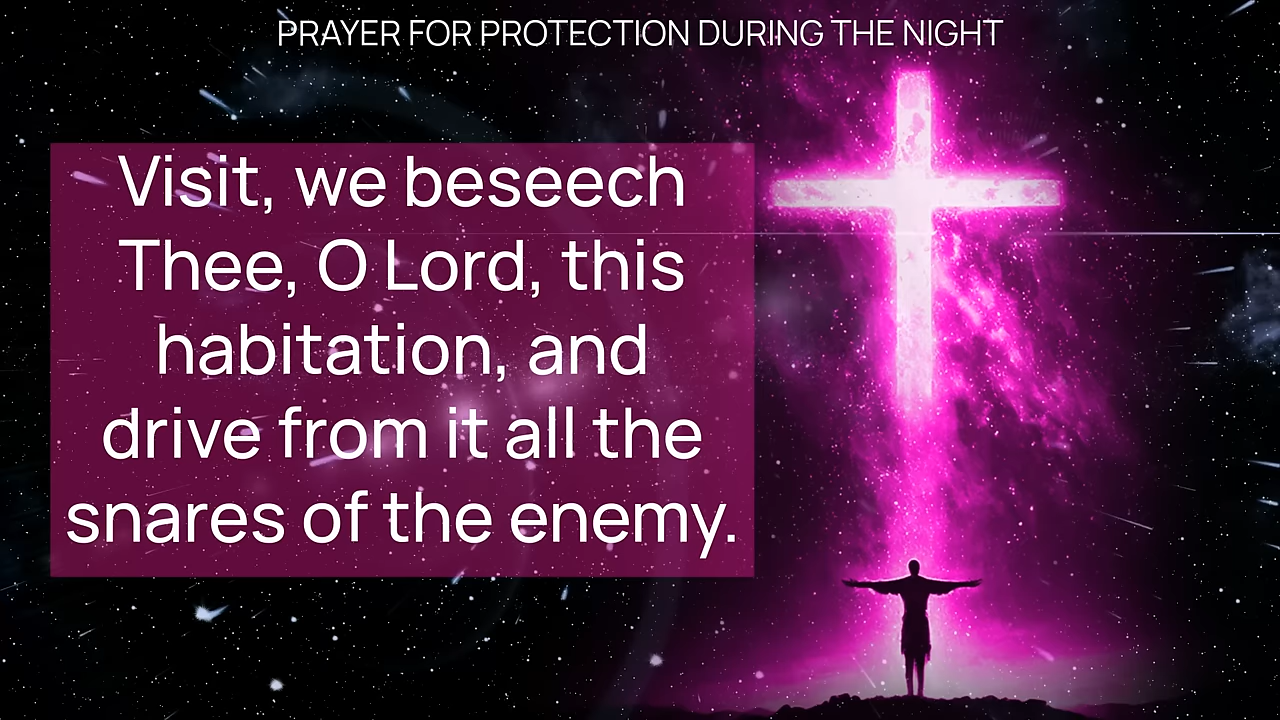 PRAYER FOR PROTECTION DURING THE NIGHT
Visit, we beseech
Thee, O Lord, this
habitation, and
drive from it all the
snares of the enemy.